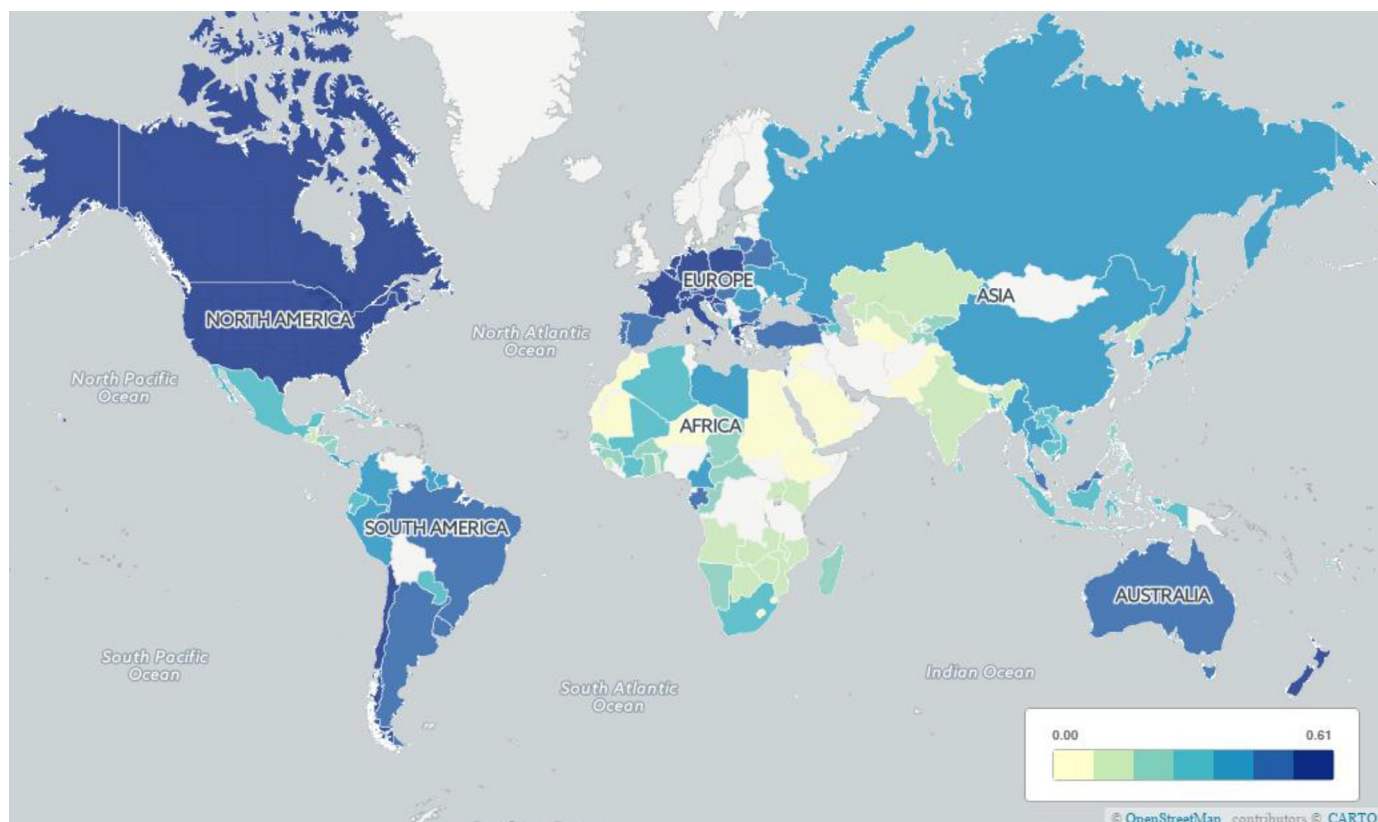 EUROPE
ASIA
NORTH AMERICA
North Atlantic
Ocean
North Pacific
Ocean
AFRICA
SOUTH AMERICA
AUSTRALIA
South Pacific
Ocean
Indian Ocean
South Atlantic
Ocean
0.00 0.61
© OpenStreetMap contributors © CARTO